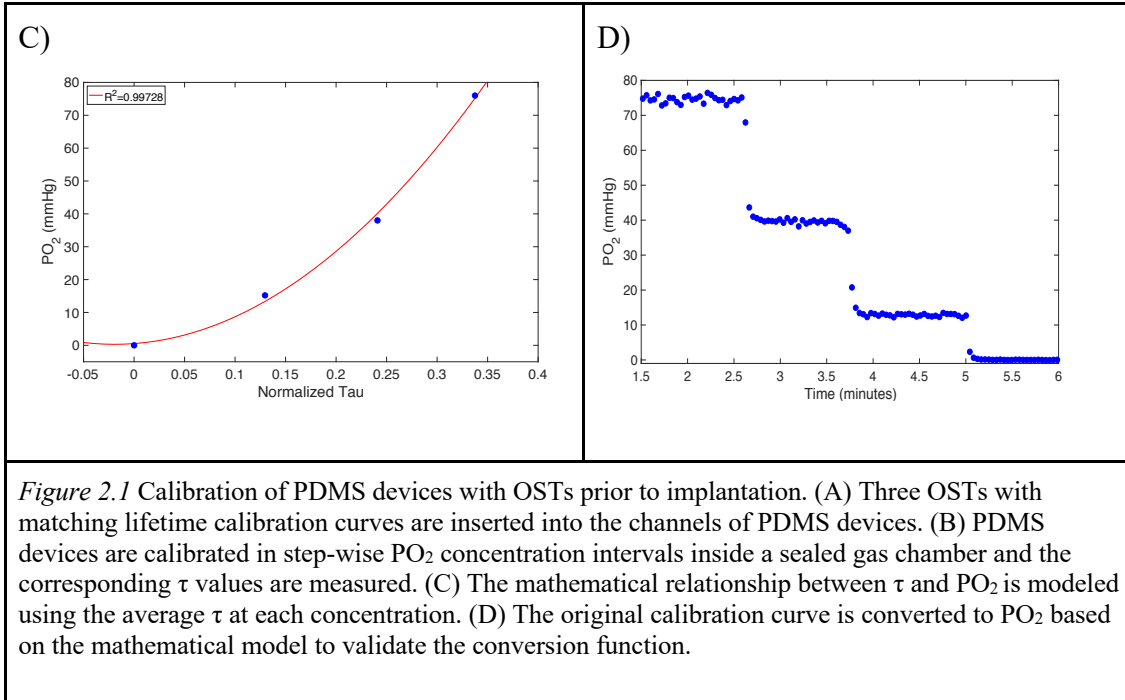 C)
80
70
60
50
40
30
20
10
0
PO₂ (mmHg)
R²=0.99728
-0.05 0 0.05 0.1 0.15 0.2 0.25 0.3 0.35 0.4
Normalized Tau
D)
80
70
60
50
40
30
20
10
0
PO₂ (mmHg)
1.5 2 2.5 3 3.5 4 4.5 5 5.5 6
Time (minutes)
Figure 2.1 Calibration of PDMS devices with OSTs prior to implantation. (A) Three OSTs with
matching lifetime calibration curves are inserted into the channels of PDMS devices. (B) PDMS
devices are calibrated in step-wise PO₂ concentration intervals inside a sealed gas chamber and the
corresponding τ values are measured. (C) The mathematical relationship between τ and PO₂ is modeled
using the average τ at each concentration. (D) The original calibration curve is converted to PO₂ based
on the mathematical model to validate the conversion function.